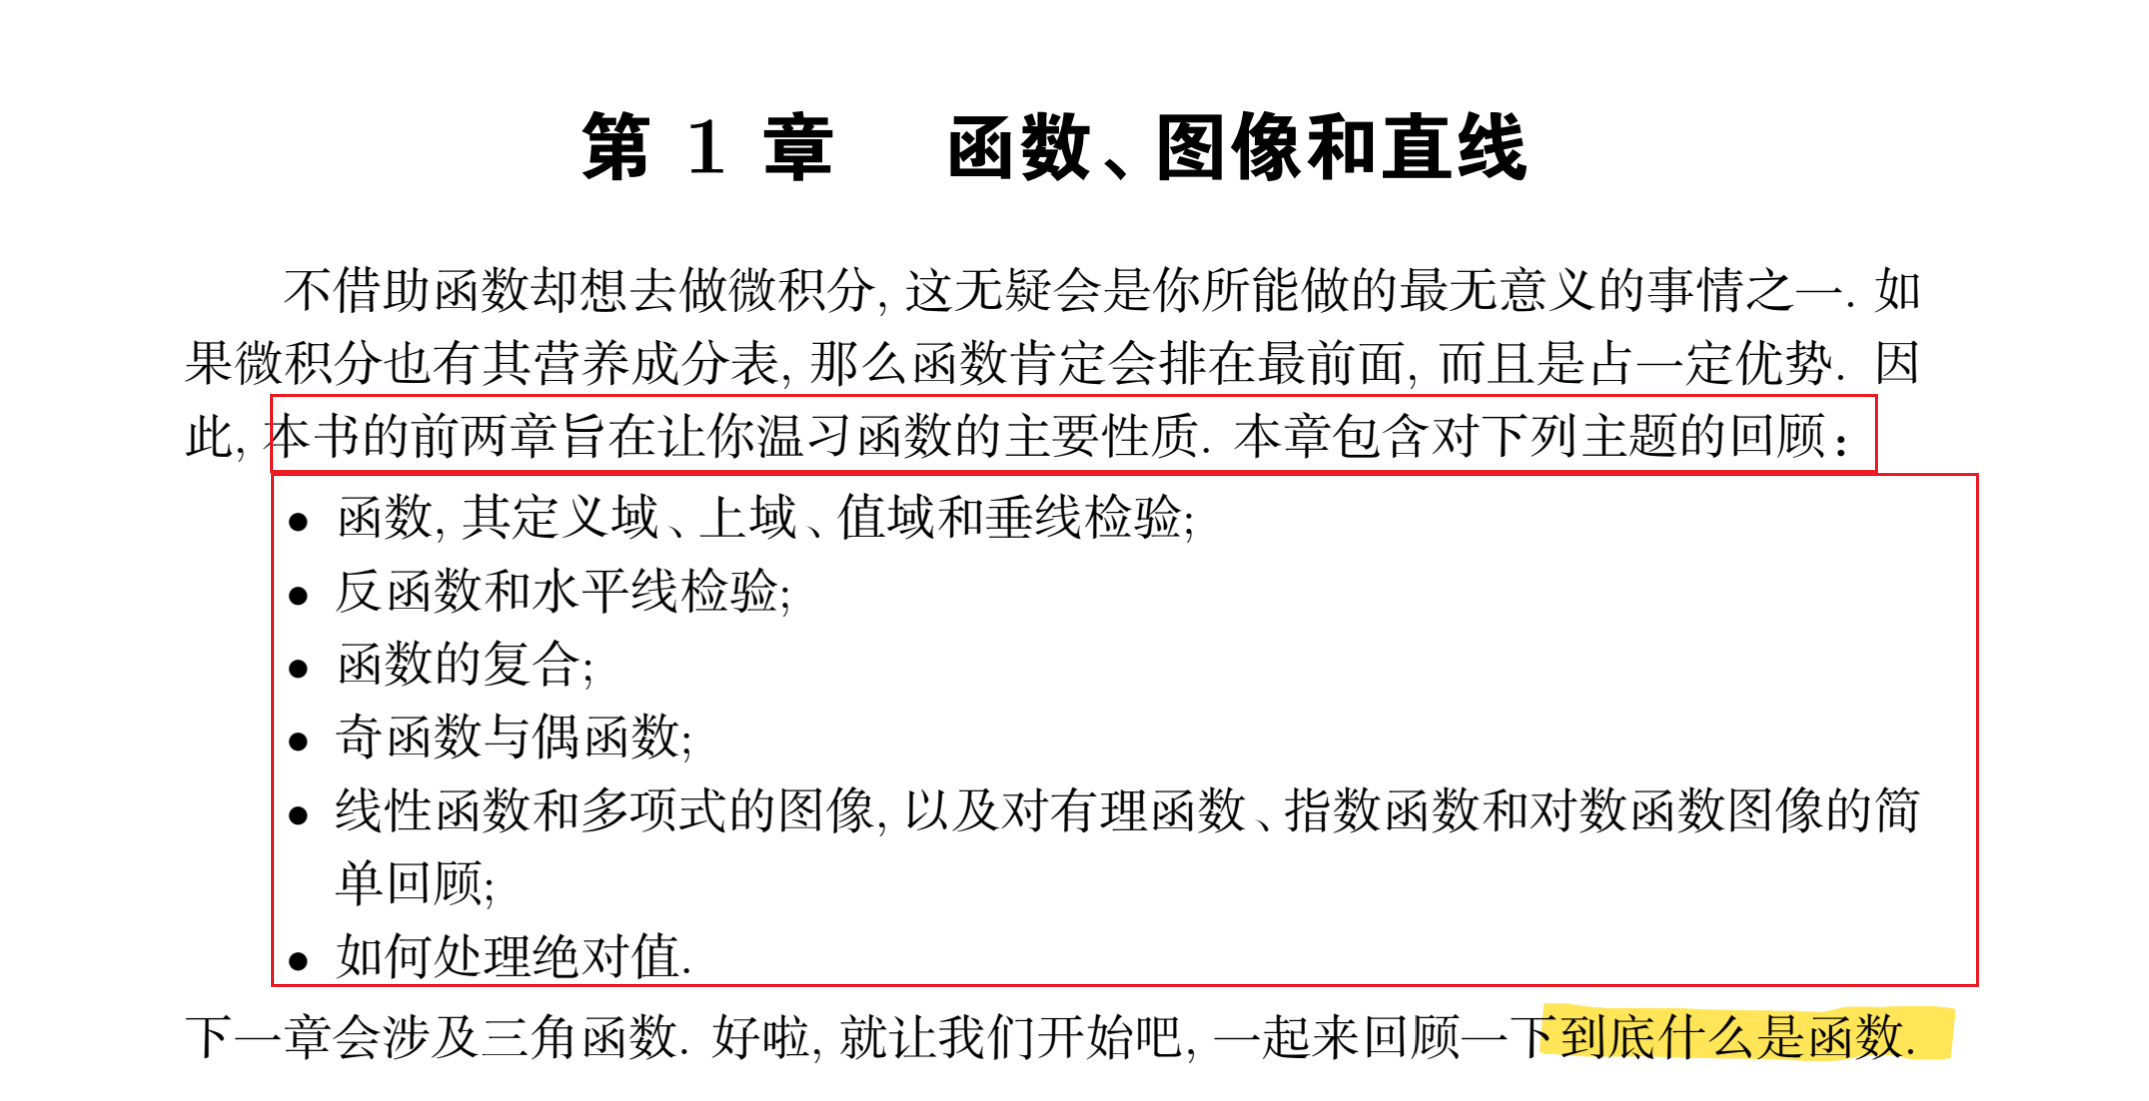 第 1 章 函数、图像和直线
不借助函数却想去做微积分, 这无疑会是你所能做的最无意义的事情之一. 如
果微积分也有其营养成分表, 那么函数肯定会排在最前面, 而且是占一定优势. 因
此, 本书的前两章旨在让你温习函数的主要性质. 本章包含对下列主题的回顾：
● 函数, 其定义域、上域、值域和垂线检验;
● 反函数和水平线检验;
● 函数的复合;
● 奇函数与偶函数;
● 线性函数和多项式的图像, 以及对有理函数、指数函数和对数函数图像的简
单回顾;
● 如何处理绝对值.
下一章会涉及三角函数. 好啦, 就让我们开始吧, 一起来回顾一下到底什么是函数.